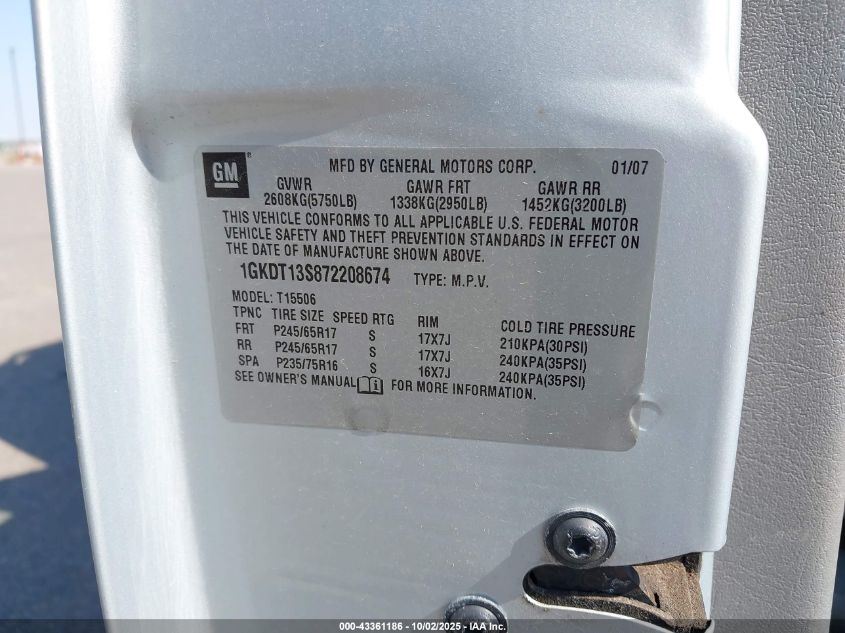 GM ® MFD BY GENERAL MOTORS CORP. 01/07
GVWR GAWR FRT GAWR RR
2608KG(5750LB) 1338KG(2950LB) 1452KG(3200LB)
THIS VEHICLE CONFORMS TO ALL APPLICABLE U.S. FEDERAL MOTOR
VEHICLE SAFETY AND THEFT PREVENTION STANDARDS IN EFFECT ON
THE DATE OF MANUFACTURE SHOWN ABOVE.
1GKDT13S872208674 TYPE: M.P.V.
MODEL: T15506
TPNC TIRE SIZE SPEED RTG RIM COLD TIRE PRESSURE
FRT P245/65R17 S 17X7J 210KPA(30PSI)
RR P245/65R17 S 17X7J 240KPA(35PSI)
SPA P235/75R16 S 16X7J 240KPA(35PSI)
SEE OWNER'S MANUAL i FOR MORE INFORMATION.
000-43361186 - 10/02/2025 - IAA Inc.